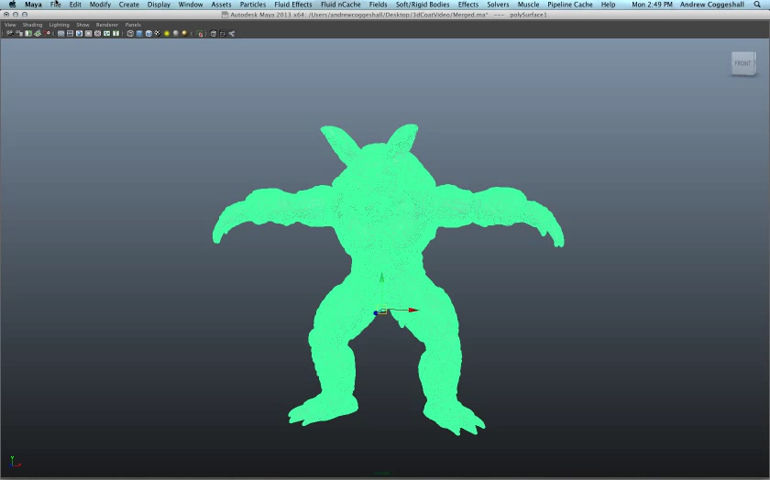 Maya File Edit Modify Create Display Window Assets Particles Fluid Effects Fluid nCache Fields Soft/Rigid Bodies Effects Solvers Muscle Pipeline Cache Help Mon 2:49 PM Andrew Coggeshall
Autodesk Maya 2013 x64: /Users/andrewcoggeshall/Desktop/3dCoatVideo/Merged.ma* --- polySurface1
View Shading Lighting Show Renderer Panels
FRONT